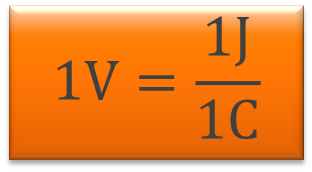 1V = 1J/1C